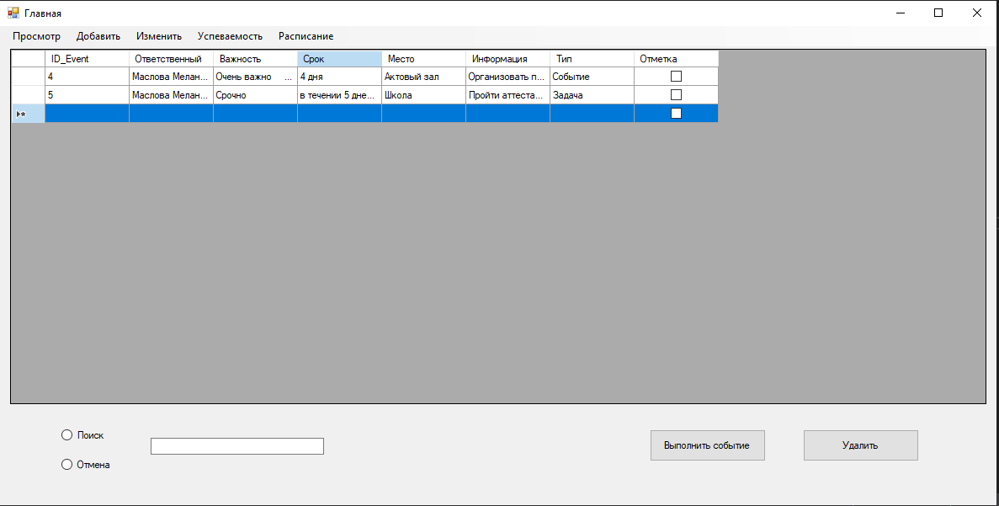 Главная
Просмотр Добавить Изменить Успеваемость Расписание
ID_Event Ответственный Важность Срок Место Информация Тип Отметка
4 Маслова Мелан... Очень важно ... 4 дня Актовый зал Организовать п... Событие
5 Маслова Мелан... Срочно в течении 5 дне... Школа Пройти аттеста... Задача
Поиск
Выполнить событие Удалить
Отмена